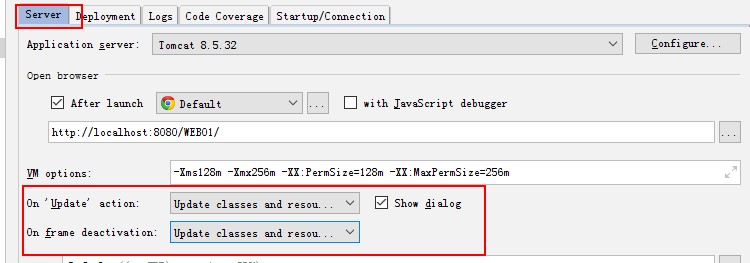 Server Deployment Logs Code Coverage Startup/Connection
Application server: Tomcat 8.5.32 Configure...
Open browser
After launch Default ... with JavaScript debugger
http://localhost:8080/WEB01/ ...
VM options: -Xms128m -Xmx256m -XX:PermSize=128m -XX:MaxPermSize=256m
On 'Update' action: Update classes and resou... Show dialog
On frame deactivation: Update classes and resou...